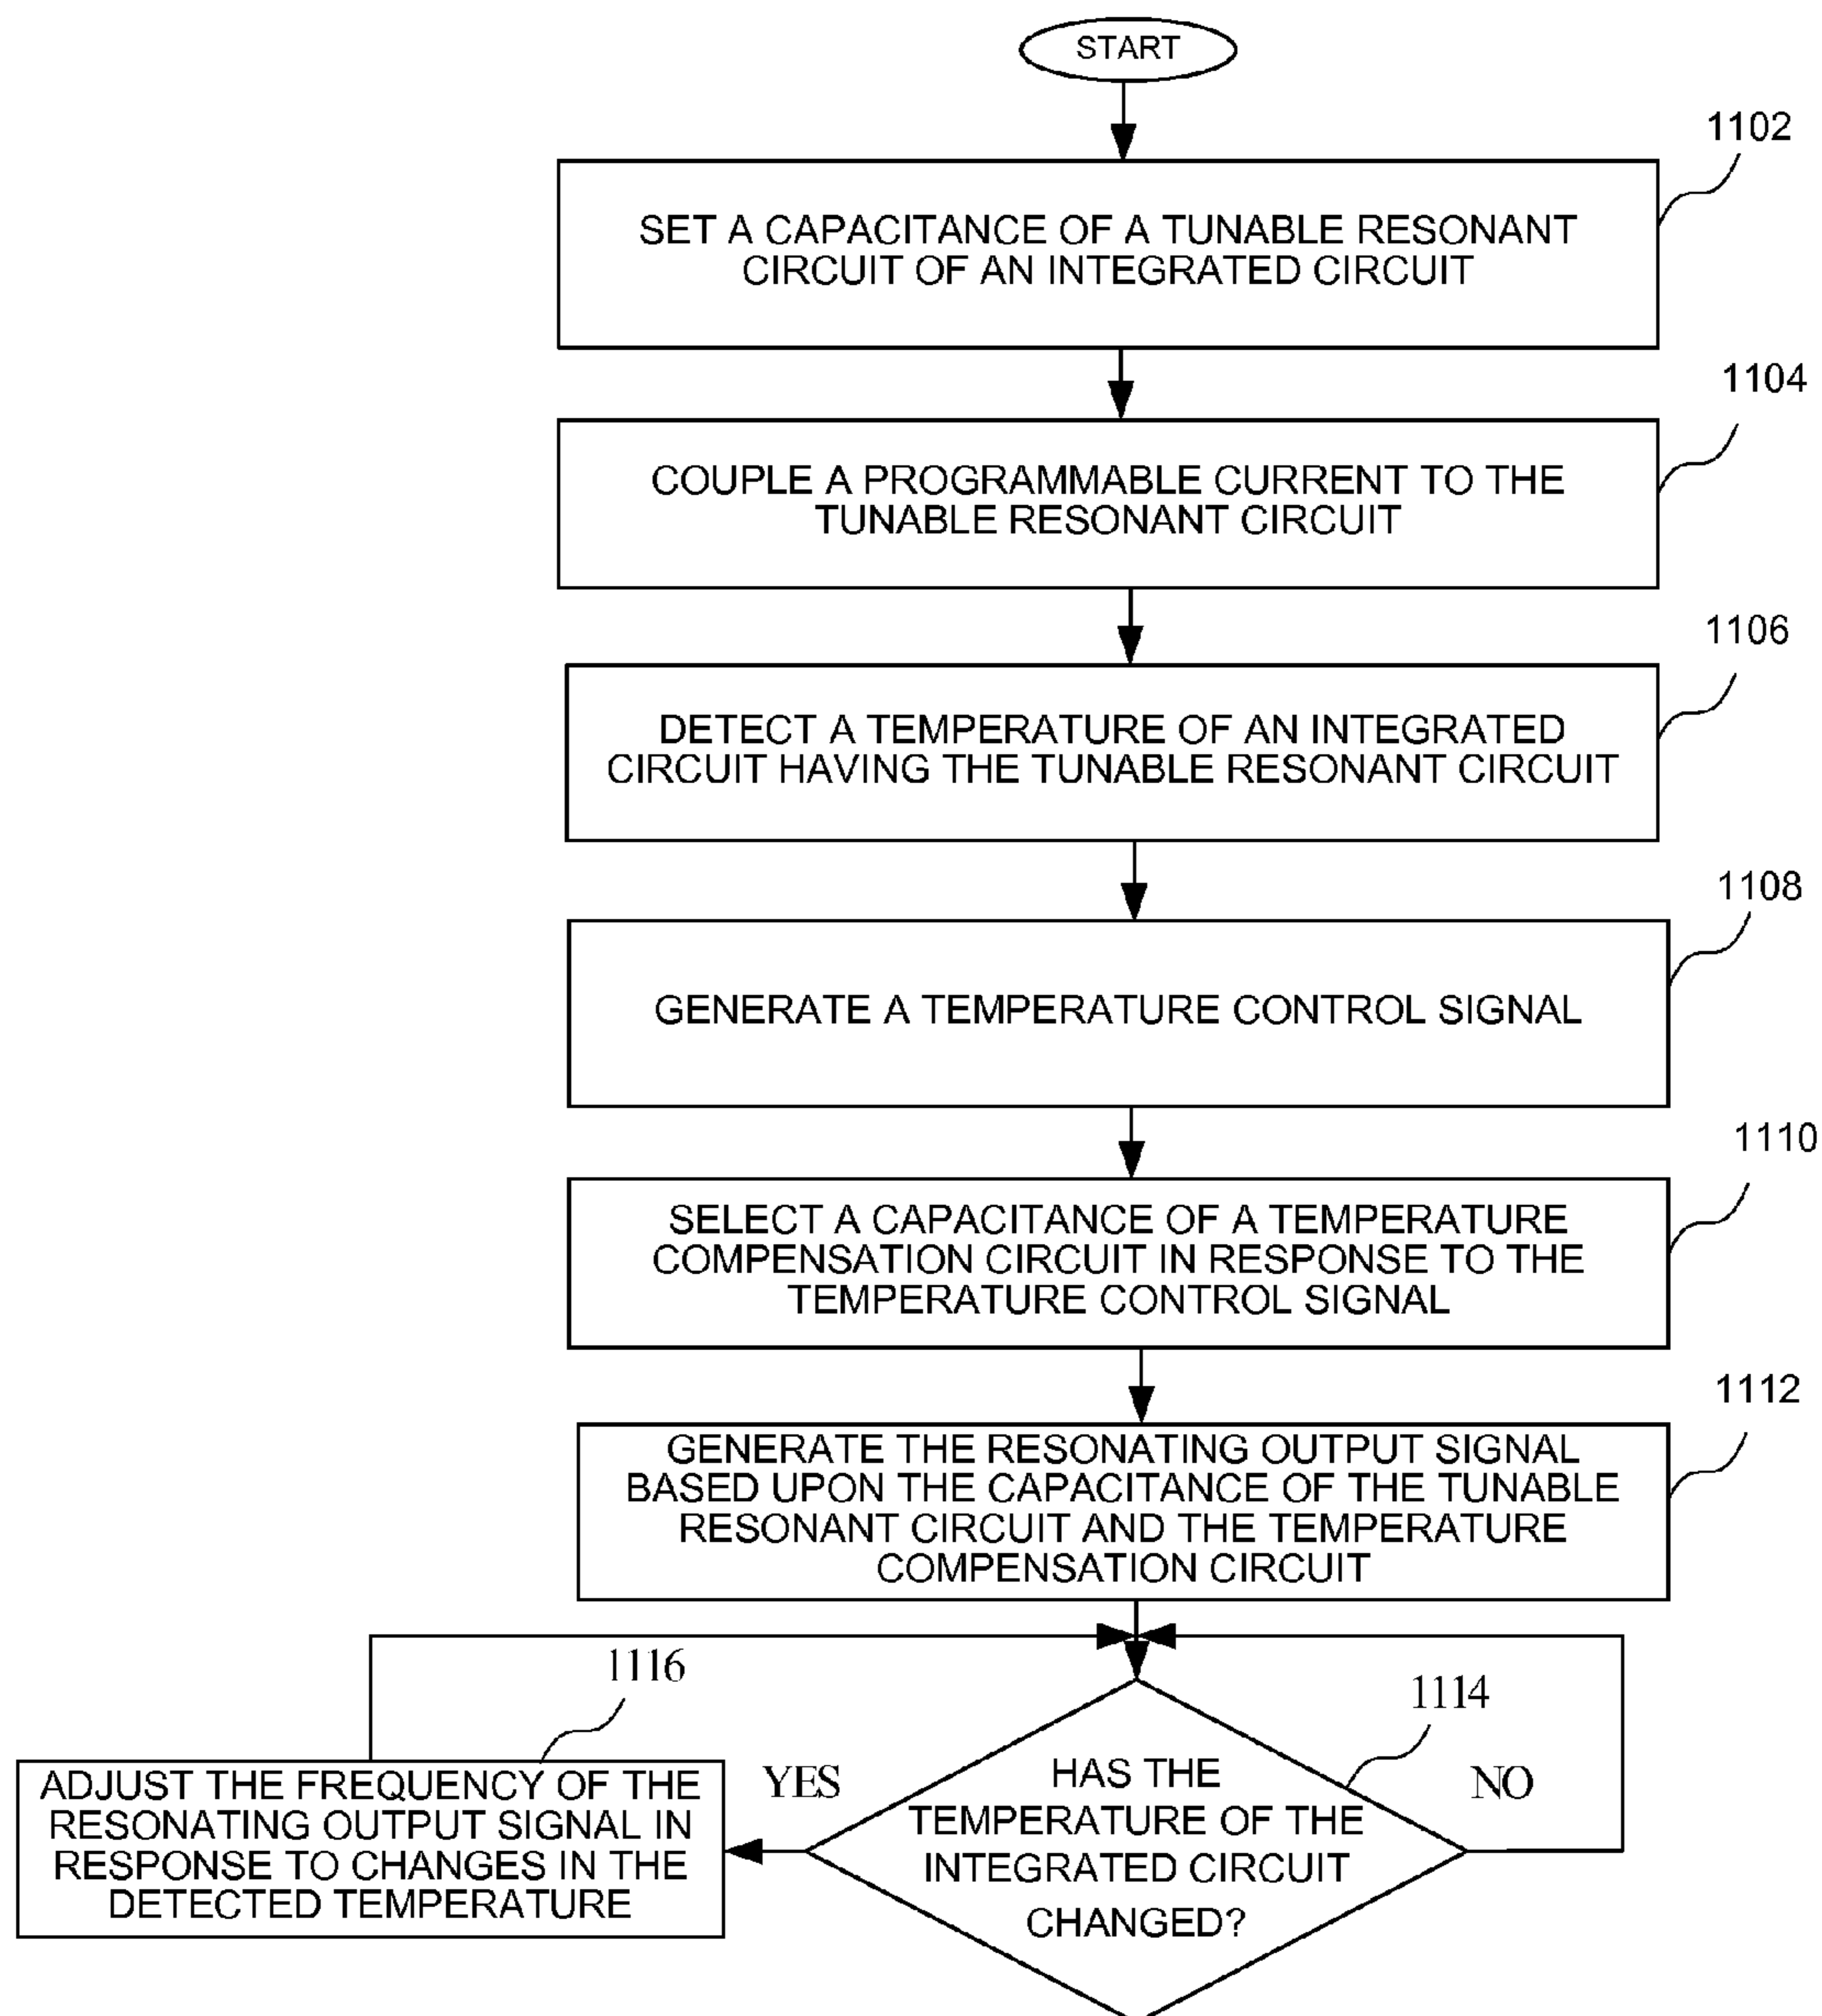 START
1102
SET A CAPACITANCE OF A TUNABLE RESONANT
CIRCUIT OF AN INTEGRATED CIRCUIT
1104
COUPLE A PROGRAMMABLE CURRENT TO THE
TUNABLE RESONANT CIRCUIT
1106
DETECT A TEMPERATURE OF AN INTEGRATED
CIRCUIT HAVING THE TUNABLE RESONANT CIRCUIT
1108
GENERATE A TEMPERATURE CONTROL SIGNAL
1110
SELECT A CAPACITANCE OF A TEMPERATURE
COMPENSATION CIRCUIT IN RESPONSE TO THE
TEMPERATURE CONTROL SIGNAL
1112
GENERATE THE RESONATING OUTPUT SIGNAL
BASED UPON THE CAPACITANCE OF THE TUNABLE
RESONANT CIRCUIT AND THE TEMPERATURE
COMPENSATION CIRCUIT
1116
ADJUST THE FREQUENCY OF THE
RESONATING OUTPUT SIGNAL IN
RESPONSE TO CHANGES IN THE
DETECTED TEMPERATURE
YES
1114
HAS THE
TEMPERATURE OF THE
INTEGRATED CIRCUIT
CHANGED?
NO